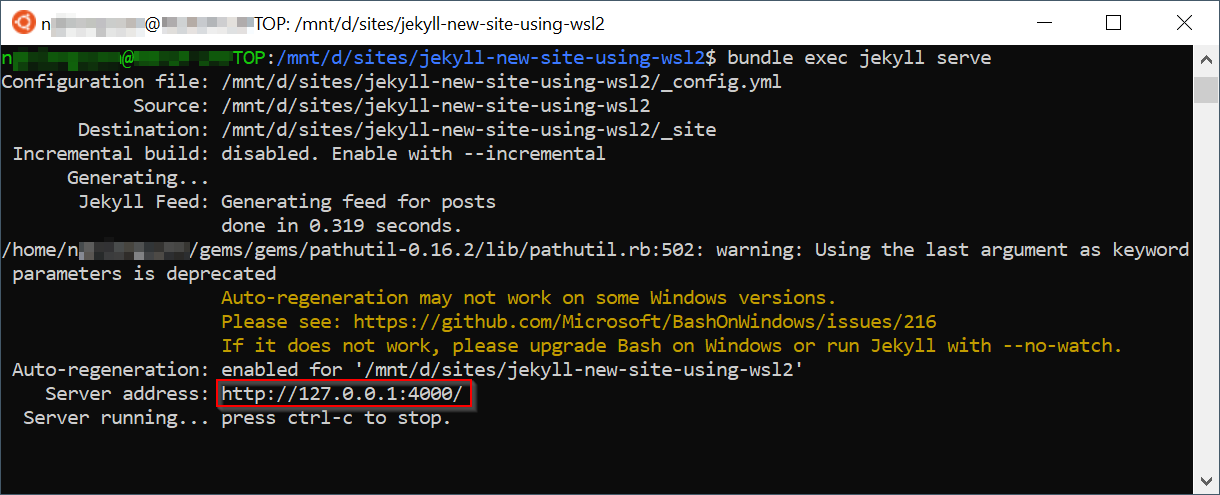 n @ TOP: /mnt/d/sites/jekyll-new-site-using-wsl2
n @ TOP:/mnt/d/sites/jekyll-new-site-using-wsl2$ bundle exec jekyll serve
Configuration file: /mnt/d/sites/jekyll-new-site-using-wsl2/_config.yml
Source: /mnt/d/sites/jekyll-new-site-using-wsl2
Destination: /mnt/d/sites/jekyll-new-site-using-wsl2/_site
Incremental build: disabled. Enable with --incremental
Generating...
Jekyll Feed: Generating feed for posts
done in 0.319 seconds.
/home/n /gems/gems/pathutil-0.16.2/lib/pathutil.rb:502: warning: Using the last argument as keyword
parameters is deprecated
Auto-regeneration may not work on some Windows versions.
Please see: https://github.com/Microsoft/BashOnWindows/issues/216
If it does not work, please upgrade Bash on Windows or run Jekyll with --no-watch.
Auto-regeneration: enabled for '/mnt/d/sites/jekyll-new-site-using-wsl2'
Server address: http://127.0.0.1:4000/
Server running... press ctrl-c to stop.